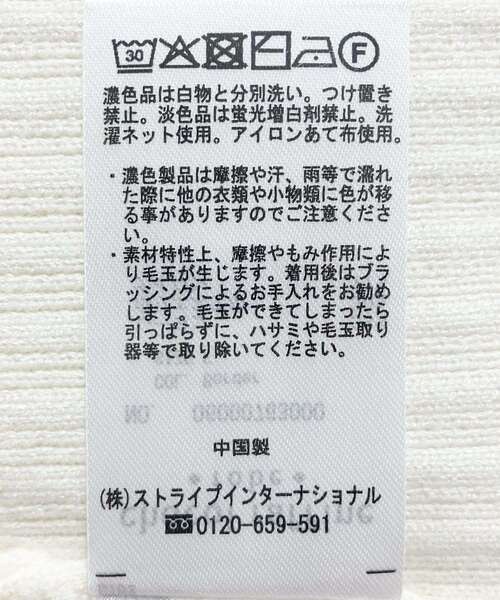 30 F
濃色品は白物と分別洗い。つけ置き
禁止。淡色品は蛍光増白剤禁止。洗
濯ネット使用。アイロンあて布使用。
・濃色製品は摩擦や汗、雨等で濡れ
た際に他の衣類や小物類に色が移
る事がありますのでご注意くださ
い。
・素材特性上、摩擦やもみ作用によ
り毛玉が生じます。着用後はブラ
ッシングによるお手入れをお勧め
します。毛玉ができてしまったら
引っぱらずに、ハサミや毛玉取り
器等で取り除いてください。
COL. Border
NO. 06000763000
中国製
(株)ストライプインターナショナル
0120-659-591